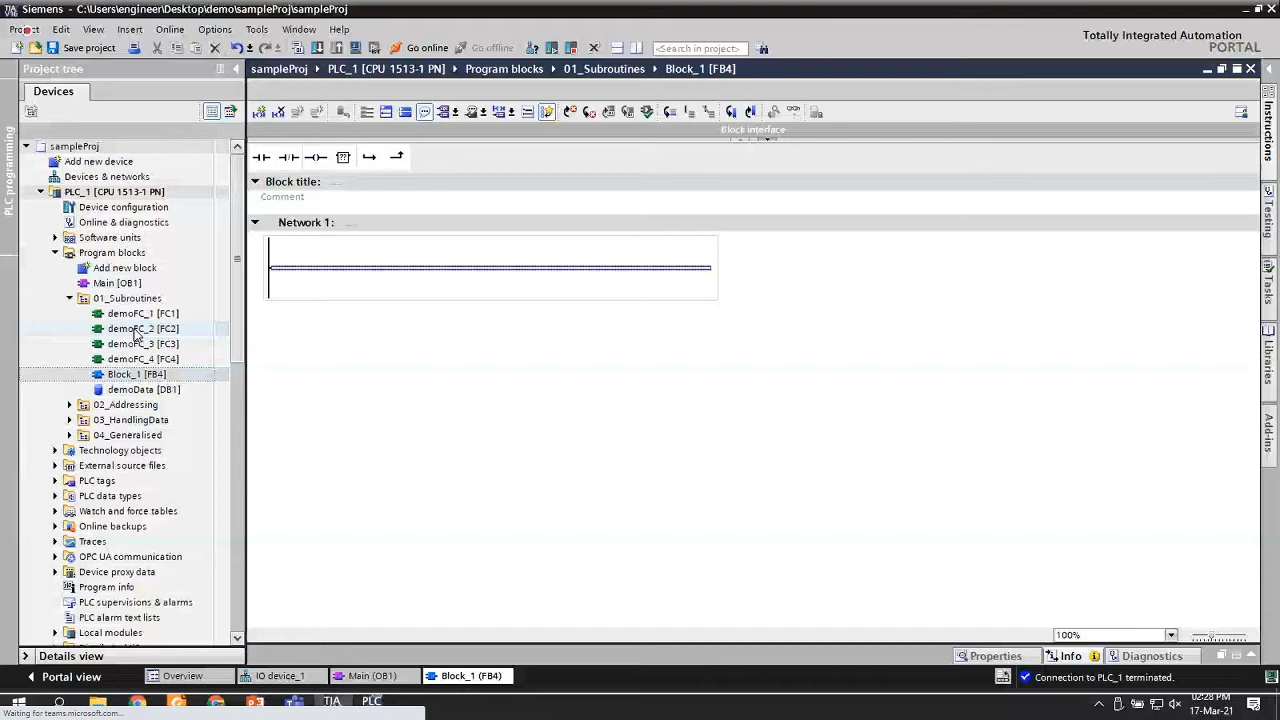 Siemens - C:\Users\engineer\Desktop\demo\sampleProj\sampleProj
Project Edit View Insert Online Options Tools Window Help
Totally Integrated Automation
PORTAL
Save project
Go online
Go offline
<Search in project>
Project tree
sampleProj
PLC_1 [CPU 1513-1 PN]
Program blocks
01_Subroutines
Block_1 [FB4]
Devices
PLC programming
sampleProj
Add new device
Devices & networks
PLC_1 [CPU 1513-1 PN]
Device configuration
Online & diagnostics
Software units
Program blocks
Add new block
Main [OB1]
01_Subroutines
demoFC_1 [FC1]
demoFC_2 [FC2]
demoFC_3 [FC3]
demoFC_4 [FC4]
Block_1 [FB4]
demoData [DB1]
02_Addressing
03_HandlingData
04_Generalised
Technology objects
External source files
PLC tags
PLC data types
Watch and force tables
Online backups
Traces
OPC UA communication
Device proxy data
Program info
PLC supervisions & alarms
PLC alarm text lists
Local modules
Details view
Block interface
Block title:
Comment
Network 1:
100%
Instructions
Testing
Tasks
Libraries
Add-ins
Properties
Info
Diagnostics
Portal view
Overview
IO device_1
Main (OB1)
Block_1 (FB4)
Connection to PLC_1 terminated.
Waiting for teams.microsoft.com...
02:28 PM
17-Mar-21